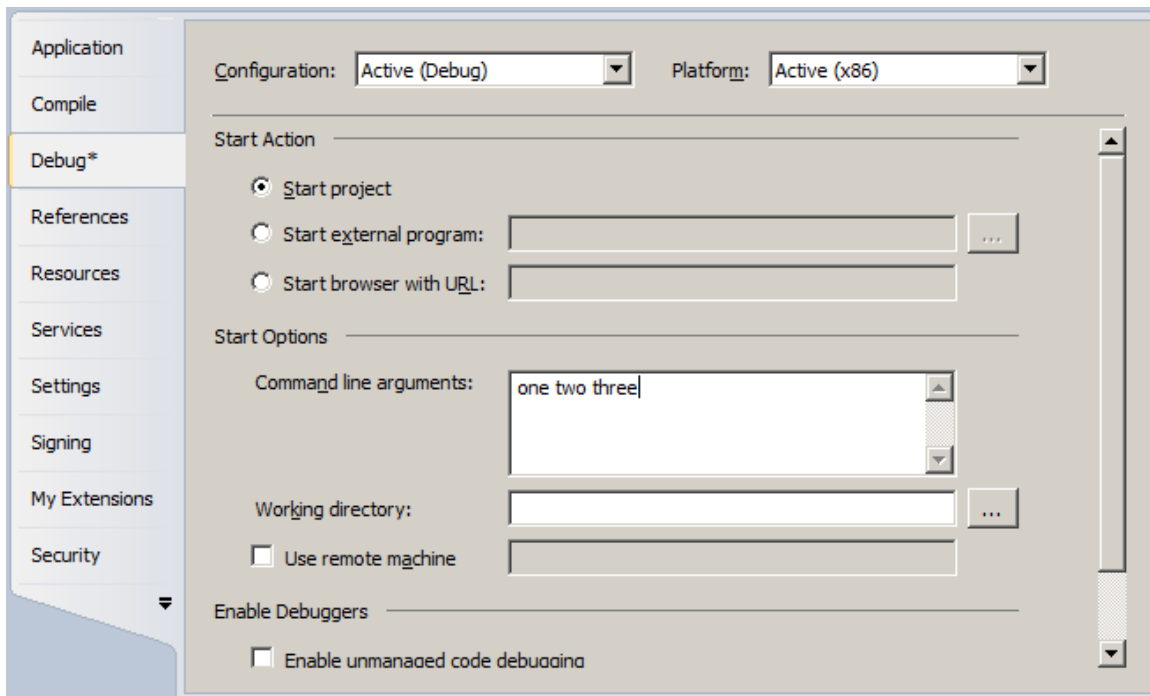 Application
Compile
Debug*
References
Resources
Services
Settings
Signing
My Extensions
Security
Configuration: Active (Debug) Platform: Active (x86)
Start Action
Start project
Start external program: ...
Start browser with URL:
Start Options
Command line arguments: one two three
Working directory: ...
Use remote machine
Enable Debuggers
Enable unmanaged code debugging